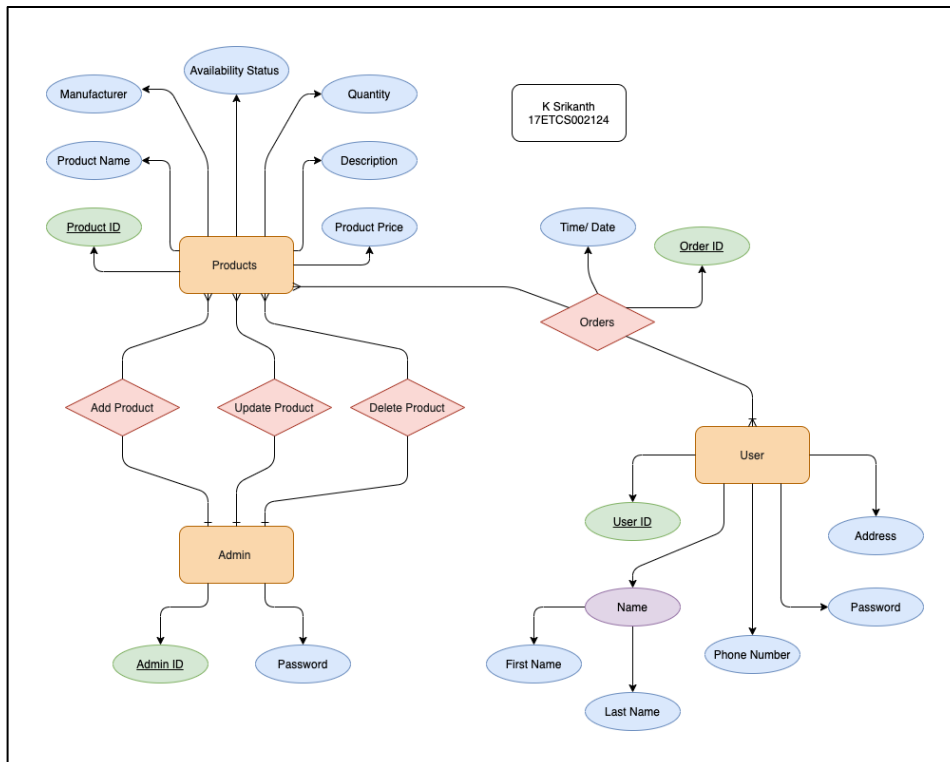 Availability Status
Manufacturer
Quantity
K Srikanth
17ETCS002124
Product Name
Description
Product ID
Product Price
Time/ Date
Order ID
Products
Orders
Add Product
Update Product
Delete Product
User
User ID
Address
Admin
Name
Password
Phone Number
Admin ID
Password
First Name
Last Name